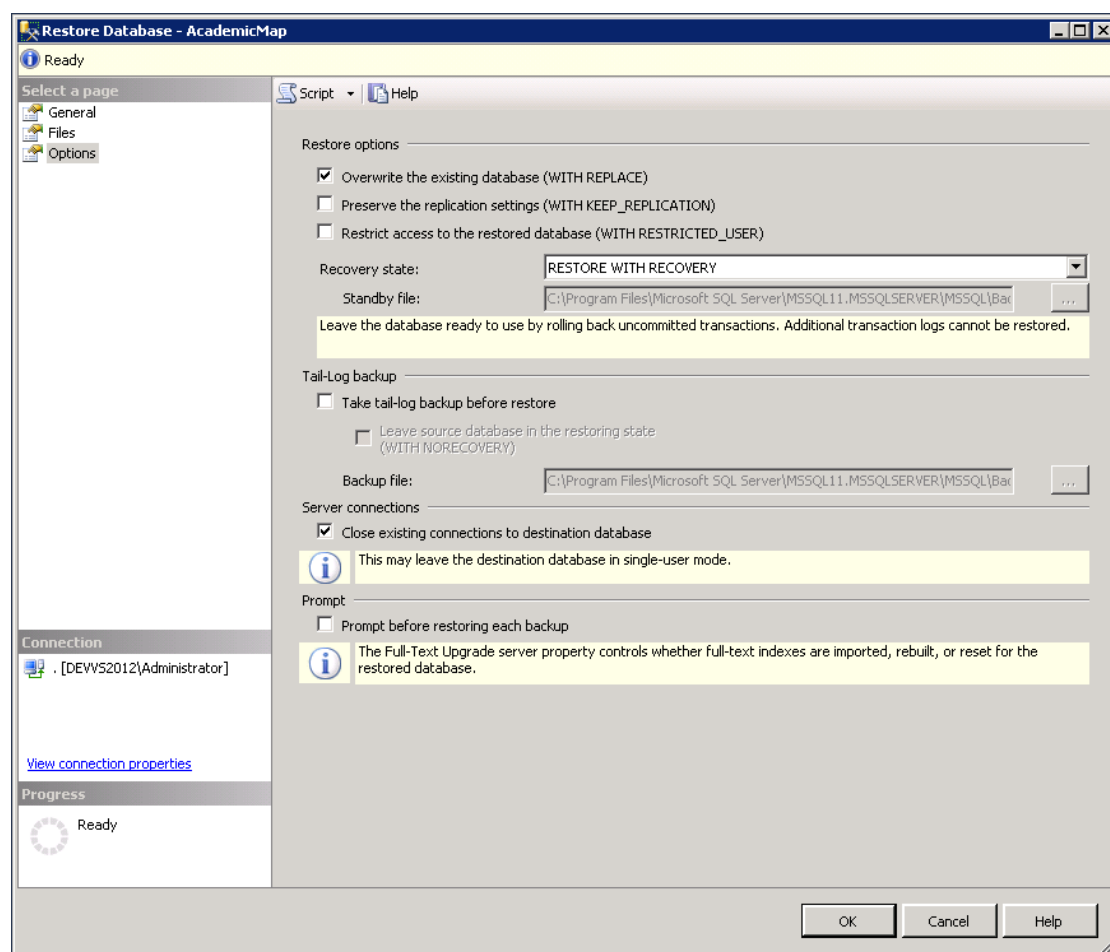 Restore Database - AcademicMap
Ready
Select a page
General
Files
Options
Script
Help
Restore options
Overwrite the existing database (WITH REPLACE)
Preserve the replication settings (WITH KEEP_REPLICATION)
Restrict access to the restored database (WITH RESTRICTED_USER)
Recovery state:
RESTORE WITH RECOVERY
Standby file:
C:\Program Files\Microsoft SQL Server\MSSQL11.MSSQLSERVER\MSSQL\Bac
...
Leave the database ready to use by rolling back uncommitted transactions. Additional transaction logs cannot be restored.
Tail-Log backup
Take tail-log backup before restore
Leave source database in the restoring state
(WITH NORECOVERY)
Backup file:
C:\Program Files\Microsoft SQL Server\MSSQL11.MSSQLSERVER\MSSQL\Bac
...
Server connections
Close existing connections to destination database
This may leave the destination database in single-user mode.
Prompt
Prompt before restoring each backup
The Full-Text Upgrade server property controls whether full-text indexes are imported, rebuilt, or reset for the
restored database.
Connection
. [DEVVS2012\Administrator]
View connection properties
Progress
Ready
OK
Cancel
Help